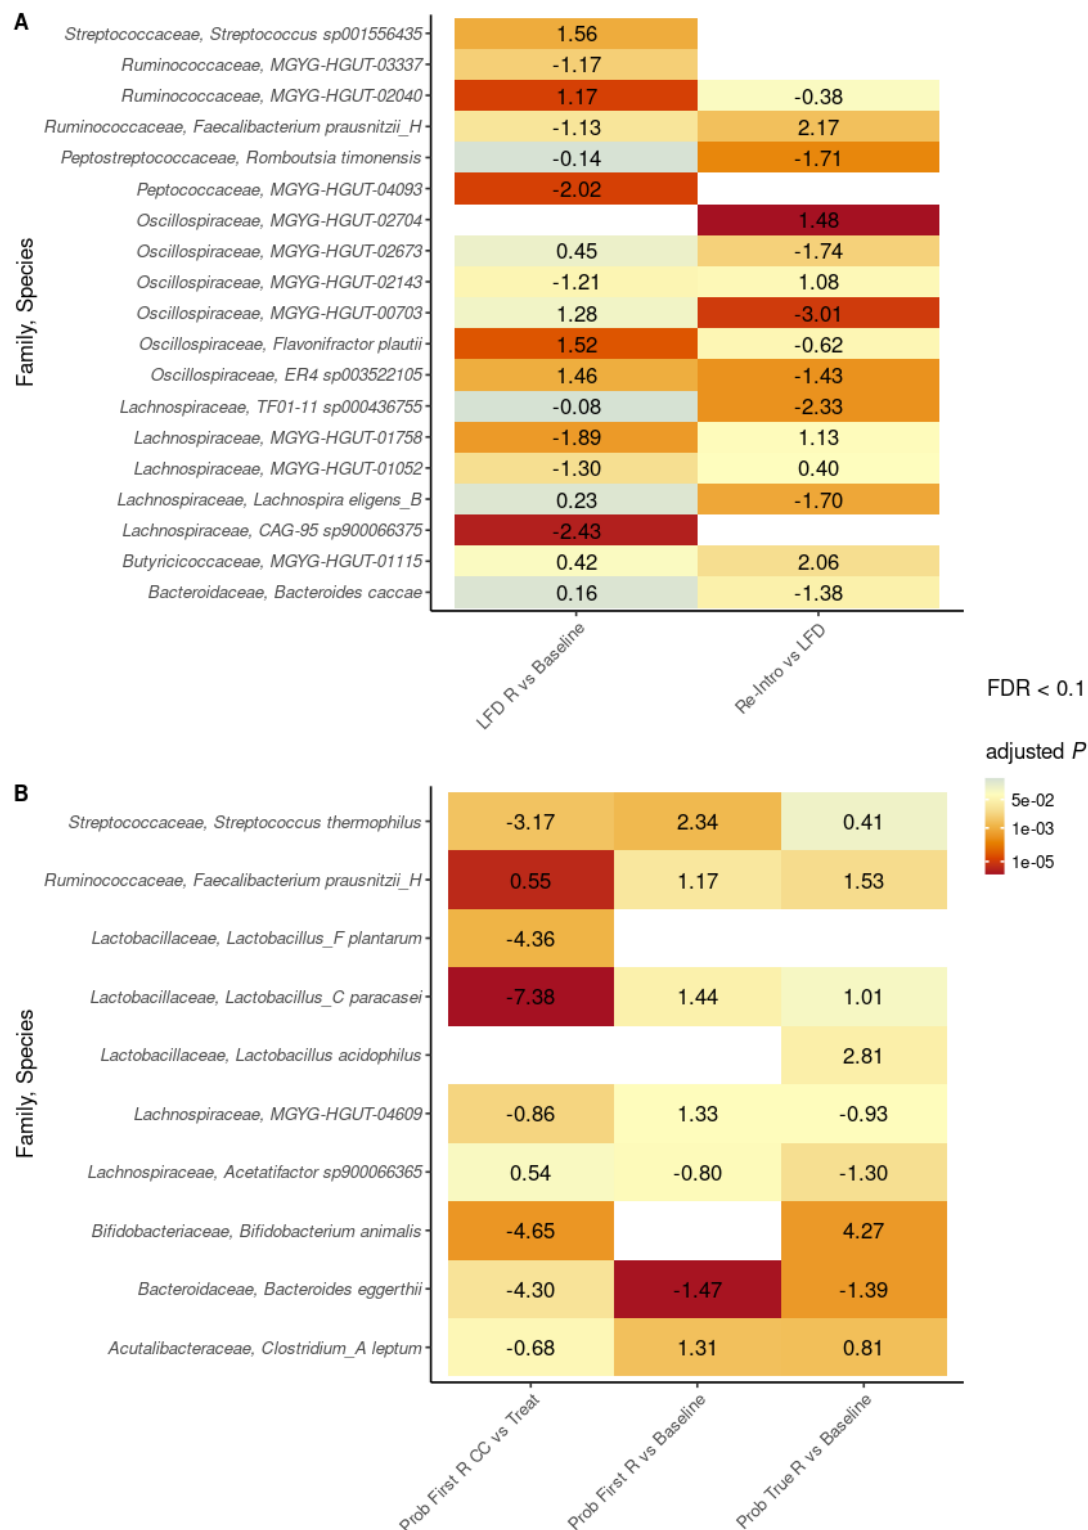 A
Family, Species
Streptococcaceae, Streptococcus sp001556435 1.56
Ruminococcaceae, MGYG-HGUT-03337 -1.17
Ruminococcaceae, MGYG-HGUT-02040 1.17 -0.38
Ruminococcaceae, Faecalibacterium prausnitzii_H -1.13 2.17
Peptostreptococcaceae, Romboutsia timonensis -0.14 -1.71
Peptococcaceae, MGYG-HGUT-04093 -2.02
Oscillospiraceae, MGYG-HGUT-02704 1.48
Oscillospiraceae, MGYG-HGUT-02673 0.45 -1.74
Oscillospiraceae, MGYG-HGUT-02143 -1.21 1.08
Oscillospiraceae, MGYG-HGUT-00703 1.28 -3.01
Oscillospiraceae, Flavonifractor plautii 1.52 -0.62
Oscillospiraceae, ER4 sp003522105 1.46 -1.43
Lachnospiraceae, TF01-11 sp000436755 -0.08 -2.33
Lachnospiraceae, MGYG-HGUT-01758 -1.89 1.13
Lachnospiraceae, MGYG-HGUT-01052 -1.30 0.40
Lachnospiraceae, Lachnospira eligens_B 0.23 -1.70
Lachnospiraceae, CAG-95 sp900066375 -2.43
Butyricicoccaceae, MGYG-HGUT-01115 0.42 2.06
Bacteroidaceae, Bacteroides caccae 0.16 -1.38
LFD R vs Baseline Re-Intro vs LFD
FDR < 0.1
adjusted P
5e-02
1e-03
1e-05
B
Family, Species
Streptococcaceae, Streptococcus thermophilus -3.17 2.34 0.41
Ruminococcaceae, Faecalibacterium prausnitzii_H 0.55 1.17 1.53
Lactobacillaceae, Lactobacillus_F plantarum -4.36
Lactobacillaceae, Lactobacillus_C paracasei -7.38 1.44 1.01
Lactobacillaceae, Lactobacillus acidophilus 2.81
Lachnospiraceae, MGYG-HGUT-04609 -0.86 1.33 -0.93
Lachnospiraceae, Acetatifactor sp900066365 0.54 -0.80 -1.30
Bifidobacteriaceae, Bifidobacterium animalis -4.65 4.27
Bacteroidaceae, Bacteroides eggerthii -4.30 -1.47 -1.39
Acutalibacteraceae, Clostridium_A leptum -0.68 1.31 0.81
Prob First R CC vs Treat Prob First R vs Baseline Prob True R vs Baseline